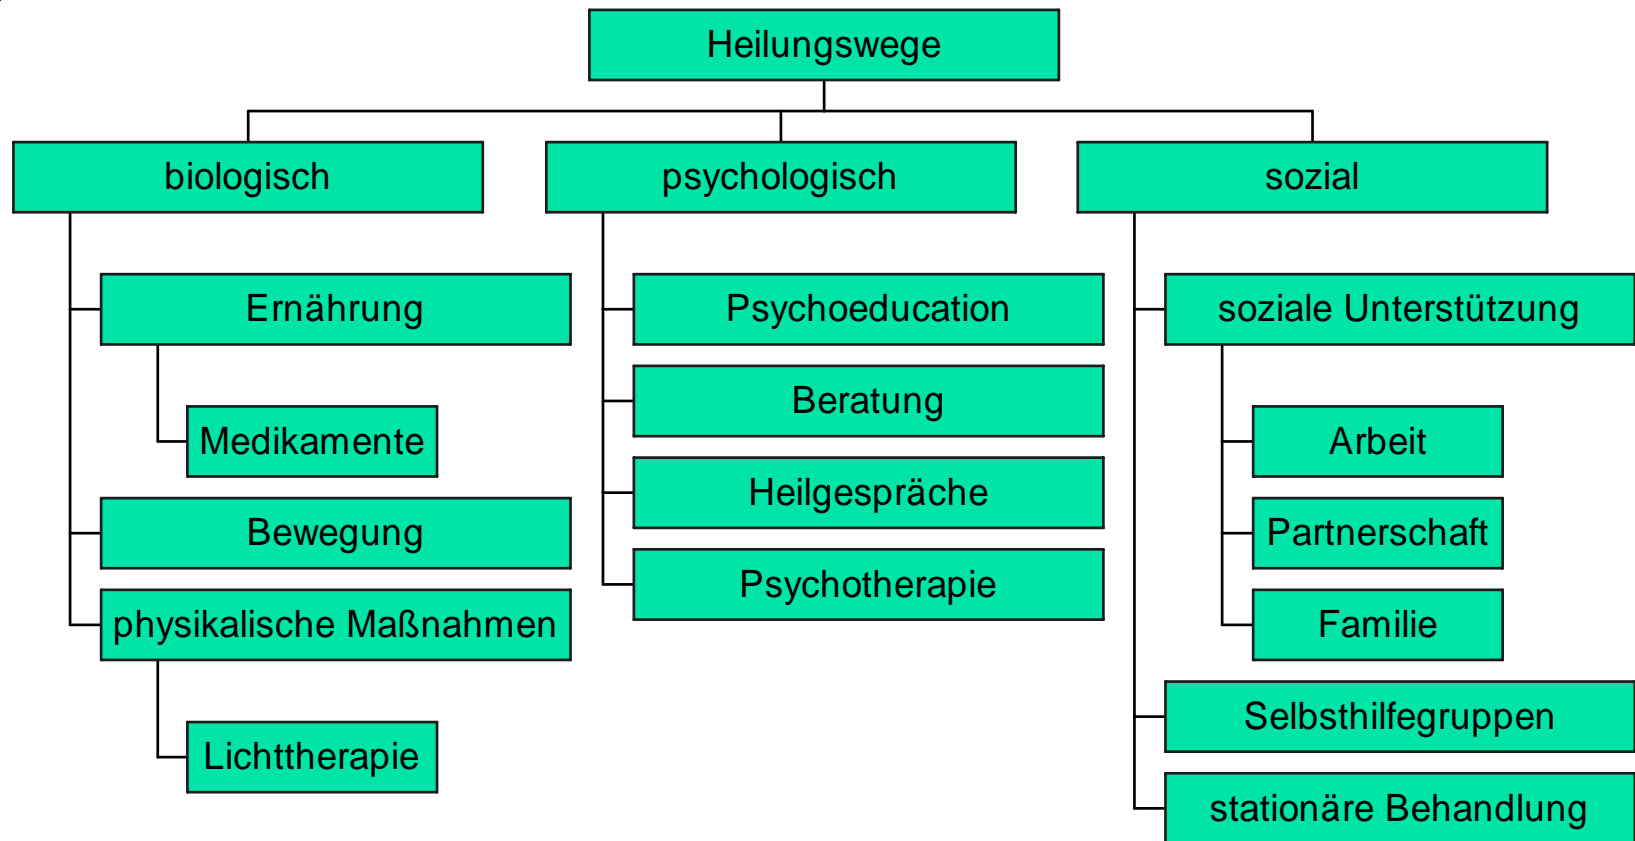 Heilungswege
biologisch
psychologisch
sozial
Ernährung
Medikamente
Bewegung
physikalische Maßnahmen
Lichttherapie
Psychoeducation
Beratung
Heilgespräche
Psychotherapie
soziale Unterstützung
Arbeit
Partnerschaft
Familie
Selbsthilfegruppen
stationäre Behandlung